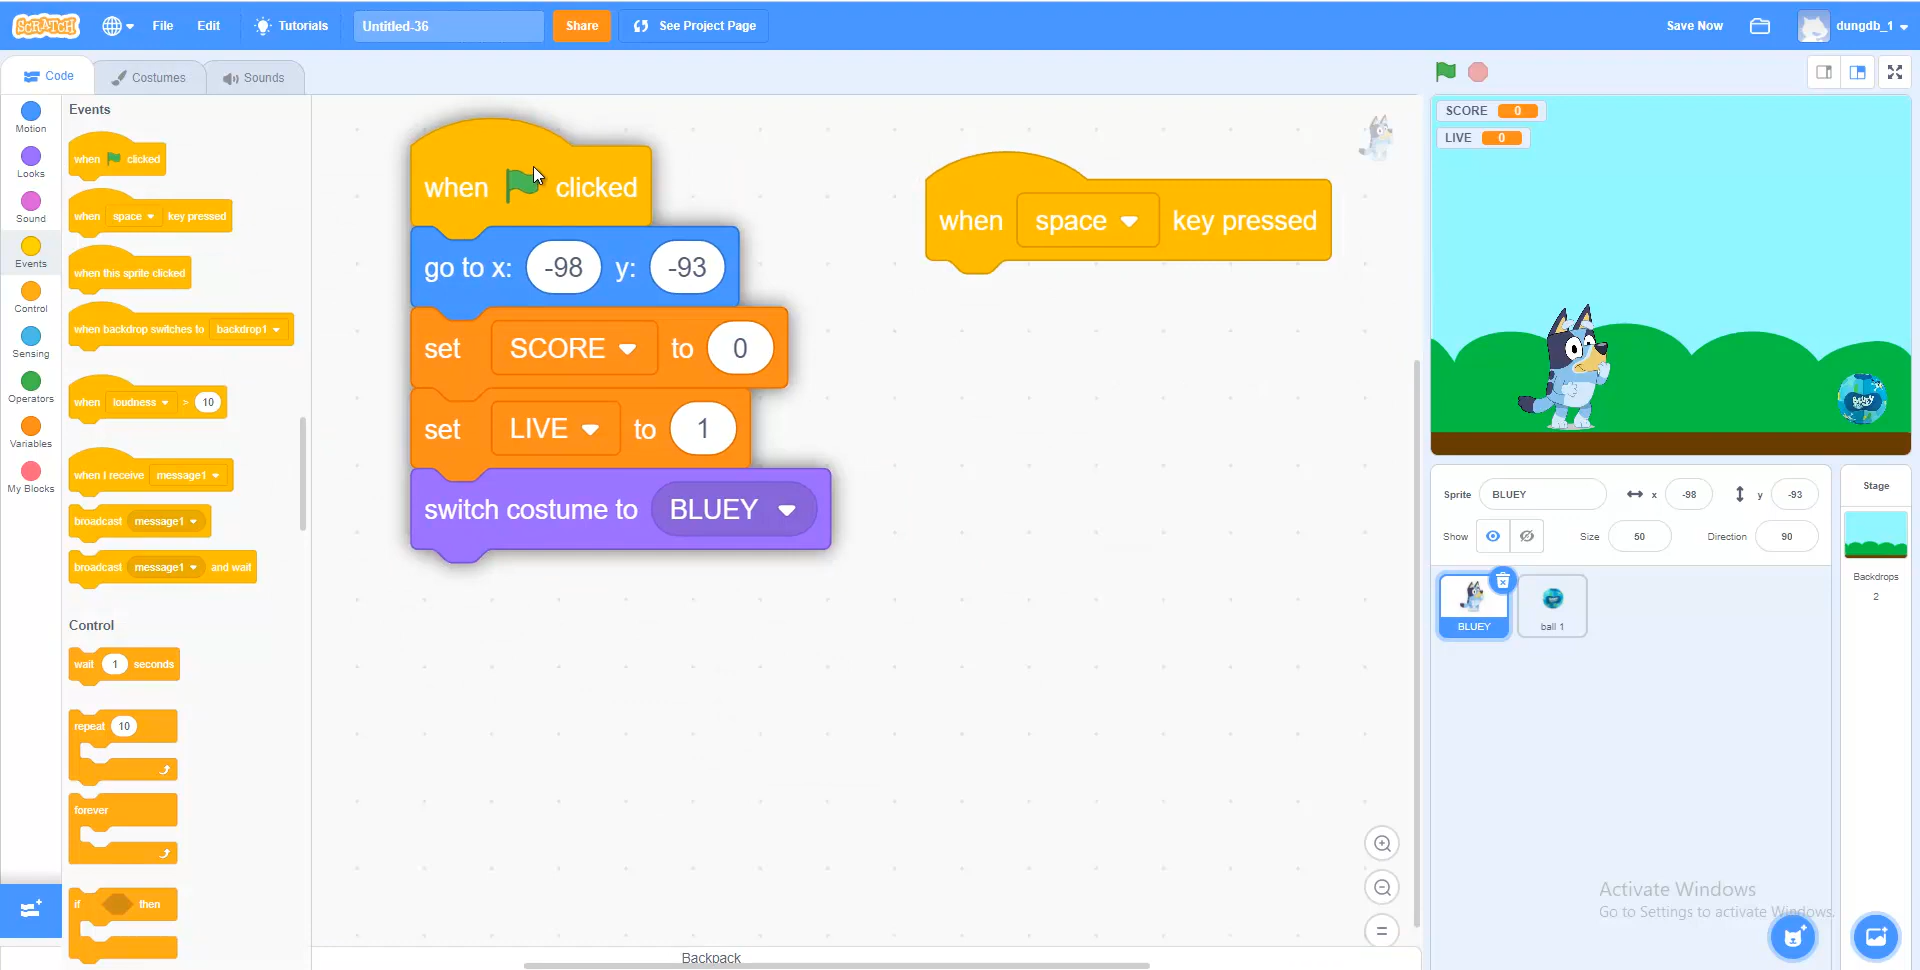 SCRATCH
File
Edit
Tutorials
Untitled-36
Share
See Project Page
Save Now
dungdb_1
Code
Costumes
Sounds
Motion
Looks
Sound
Events
Control
Sensing
Operators
Variables
My Blocks
Events
when clicked
when space key pressed
when this sprite clicked
when backdrop switches to backdrop1
when loudness > 10
when I receive message1
broadcast message1
broadcast message1 and wait
Control
wait 1 seconds
repeat 10
forever
if then
when clicked
go to x: -98 y: -93
set SCORE to 0
set LIVE to 1
switch costume to BLUEY
when space key pressed
Backpack
SCORE 0
LIVE 0
Sprite BLUEY x -98 y -93
Show Size 50 Direction 90
BLUEY
ball 1
Stage
Backdrops
2
Activate Windows
Go to Settings to activate Windows.